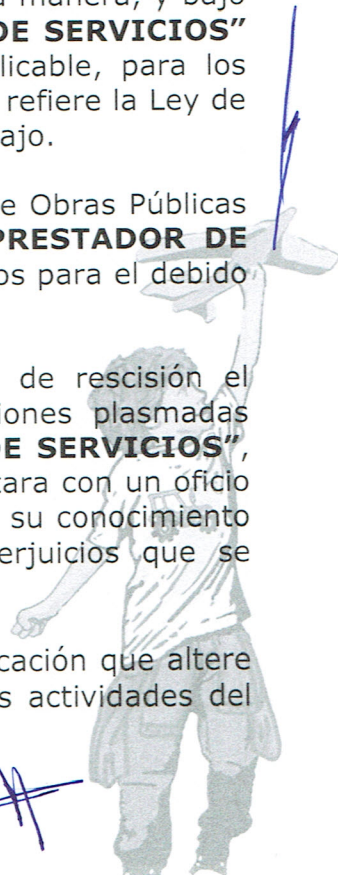 manera, y bajo
DE SERVICIOS”
licable, para los
refiere la Ley de
ajo.
e Obras Públicas
PRESTADOR DE
os para el debido
de rescisión el
iones plasmadas
DE SERVICIOS”,
tara con un oficio
su conocimiento
erjuicios que se
cación que altere
s actividades del